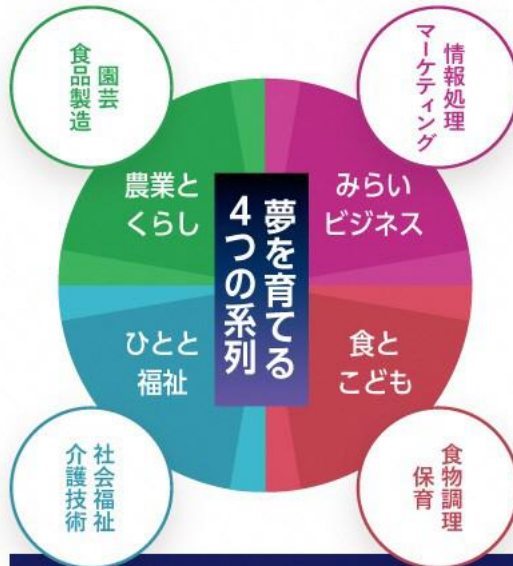 園芸
食品製造
情報処理
マーケティング
農業と
くらし
みらい
ビジネス
夢を育てる
4つの系列
ひとと
福祉
食と
こども
社会福祉
介護技術
食物調理
保育